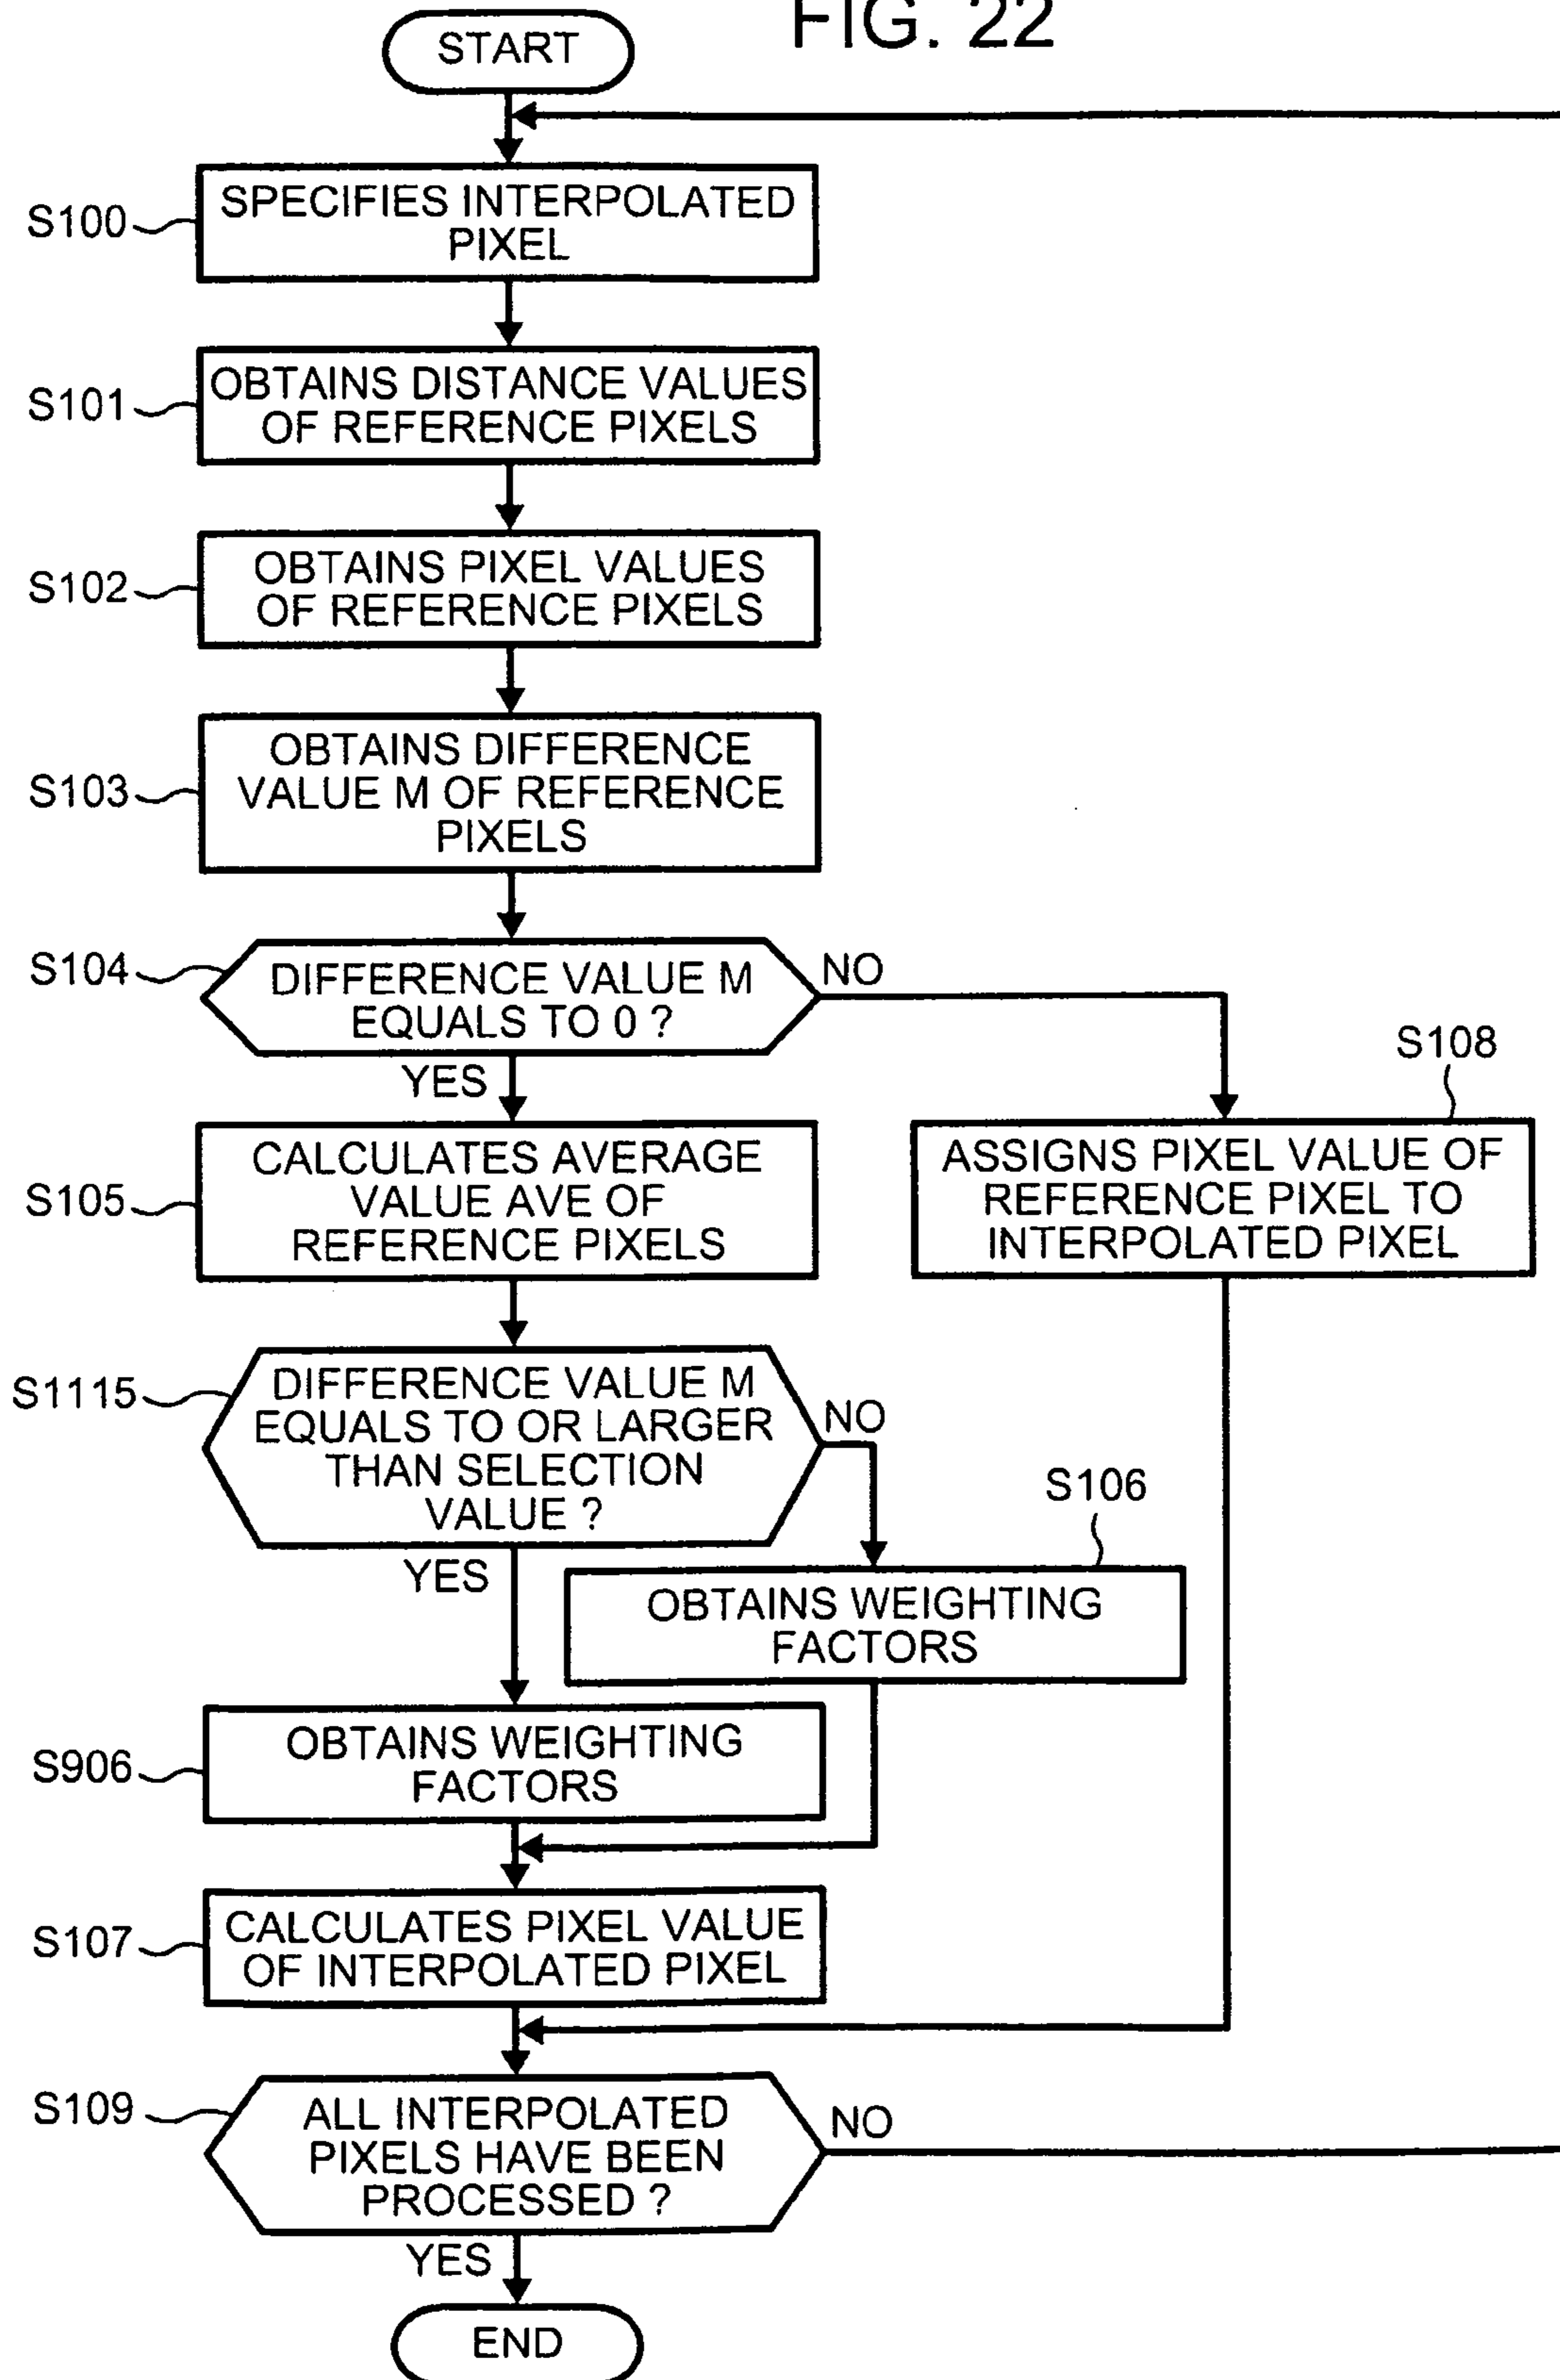 FIG. 22
START
S100
SPECIFIES INTERPOLATED
PIXEL
S101
OBTAINS DISTANCE VALUES
OF REFERENCE PIXELS
S102
OBTAINS PIXEL VALUES
OF REFERENCE PIXELS
S103
OBTAINS DIFFERENCE
VALUE M OF REFERENCE
PIXELS
S104
DIFFERENCE VALUE M
EQUALS TO 0 ?
NO
YES
S108
ASSIGNS PIXEL VALUE OF
REFERENCE PIXEL TO
INTERPOLATED PIXEL
S105
CALCULATES AVERAGE
VALUE AVE OF
REFERENCE PIXELS
S1115
DIFFERENCE VALUE M
EQUALS TO OR LARGER
THAN SELECTION
VALUE ?
NO
YES
S106
OBTAINS WEIGHTING
FACTORS
S906
OBTAINS WEIGHTING
FACTORS
S107
CALCULATES PIXEL VALUE
OF INTERPOLATED PIXEL
S109
ALL INTERPOLATED
PIXELS HAVE BEEN
PROCESSED ?
NO
YES
END